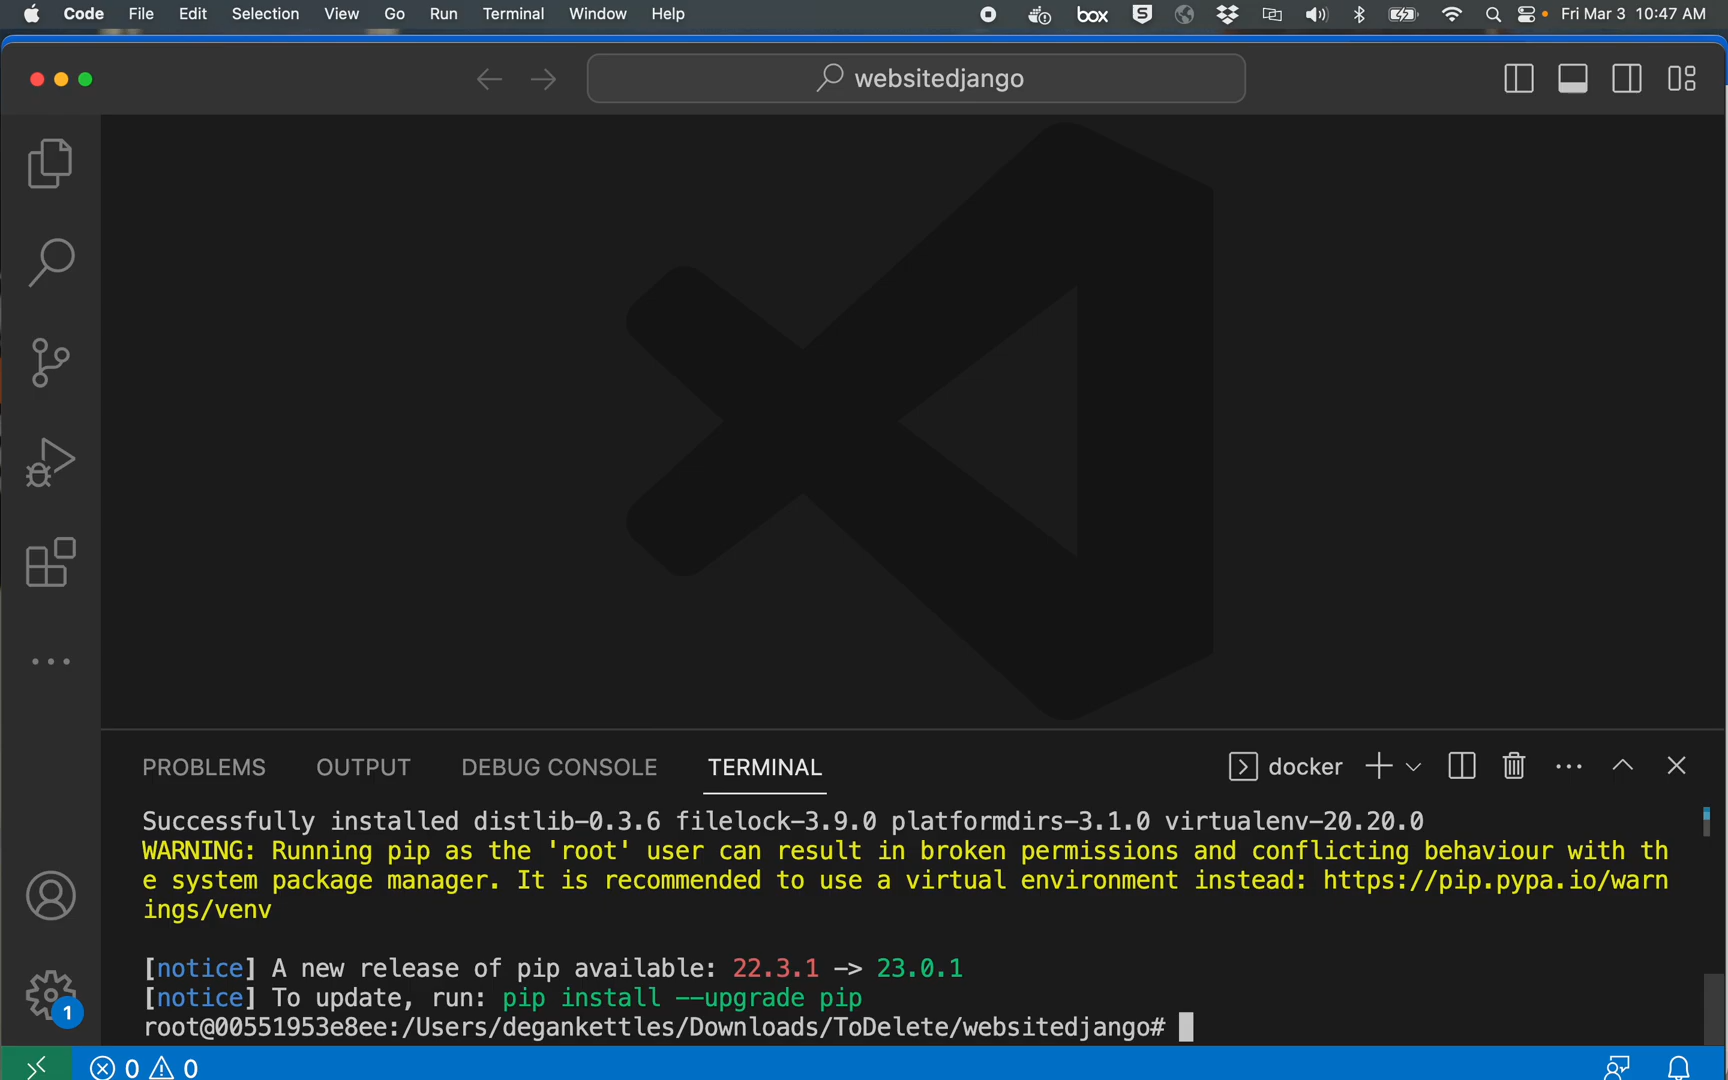 Code File Edit Selection View Go Run Terminal Window Help box Fri Mar 3 10:47 AM
websitedjango
PROBLEMS OUTPUT DEBUG CONSOLE TERMINAL docker
Successfully installed distlib-0.3.6 filelock-3.9.0 platformdirs-3.1.0 virtualenv-20.20.0
WARNING: Running pip as the 'root' user can result in broken permissions and conflicting behaviour with th
e system package manager. It is recommended to use a virtual environment instead: https://pip.pypa.io/warn
ings/venv
[notice] A new release of pip available: 22.3.1 -> 23.0.1
[notice] To update, run: pip install --upgrade pip
1
root@00551953e8ee:/Users/degankettles/Downloads/ToDelete/websitedjango#
0 0